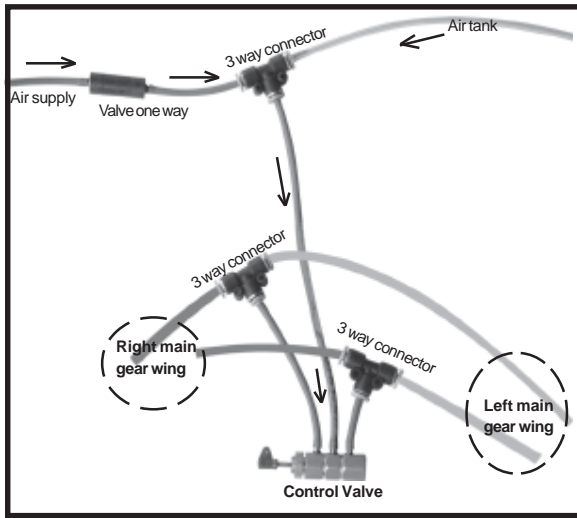 3 way connector
Air tank
Air supply
Valve one way
3 way connector
3 way connector
Right main
gear wing
Left main
gear wing
Control Valve